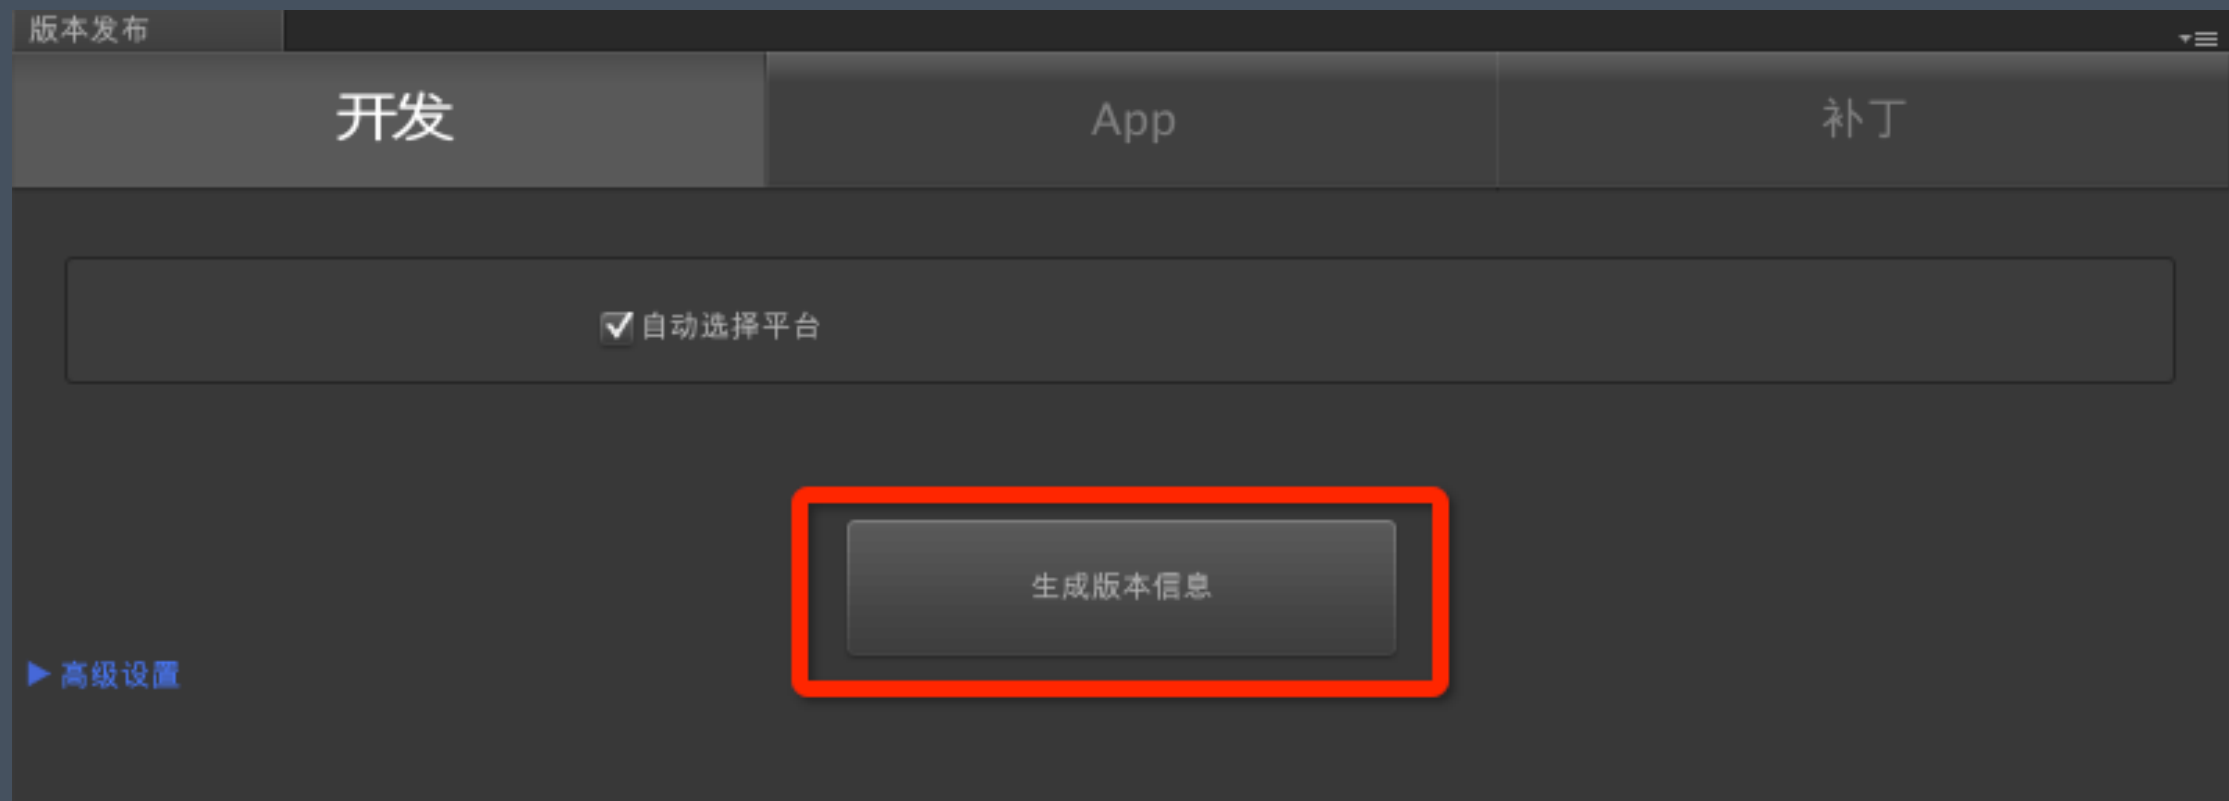 版本发布
开发
App
补丁
自动选择平台
生成版本信息
高级设置